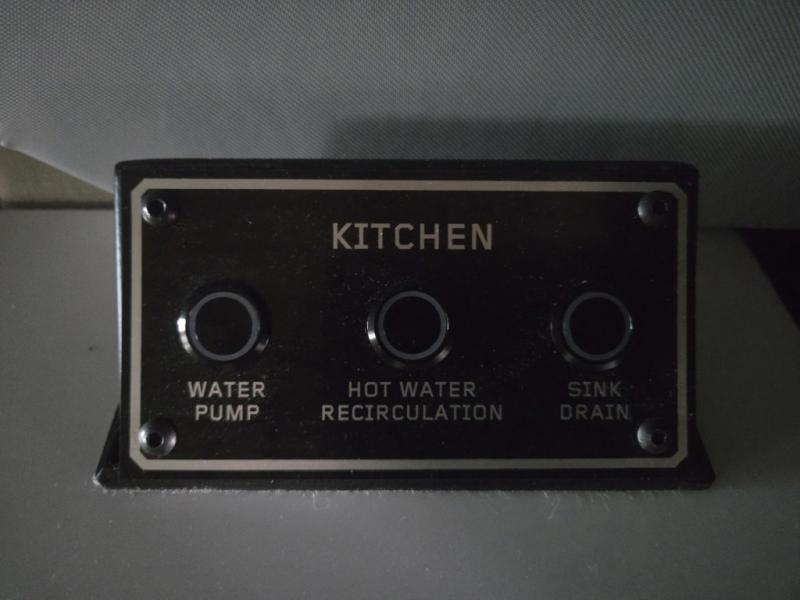 KITCHEN
WATER PUMP
HOT WATER RECIRCULATION
SINK DRAIN